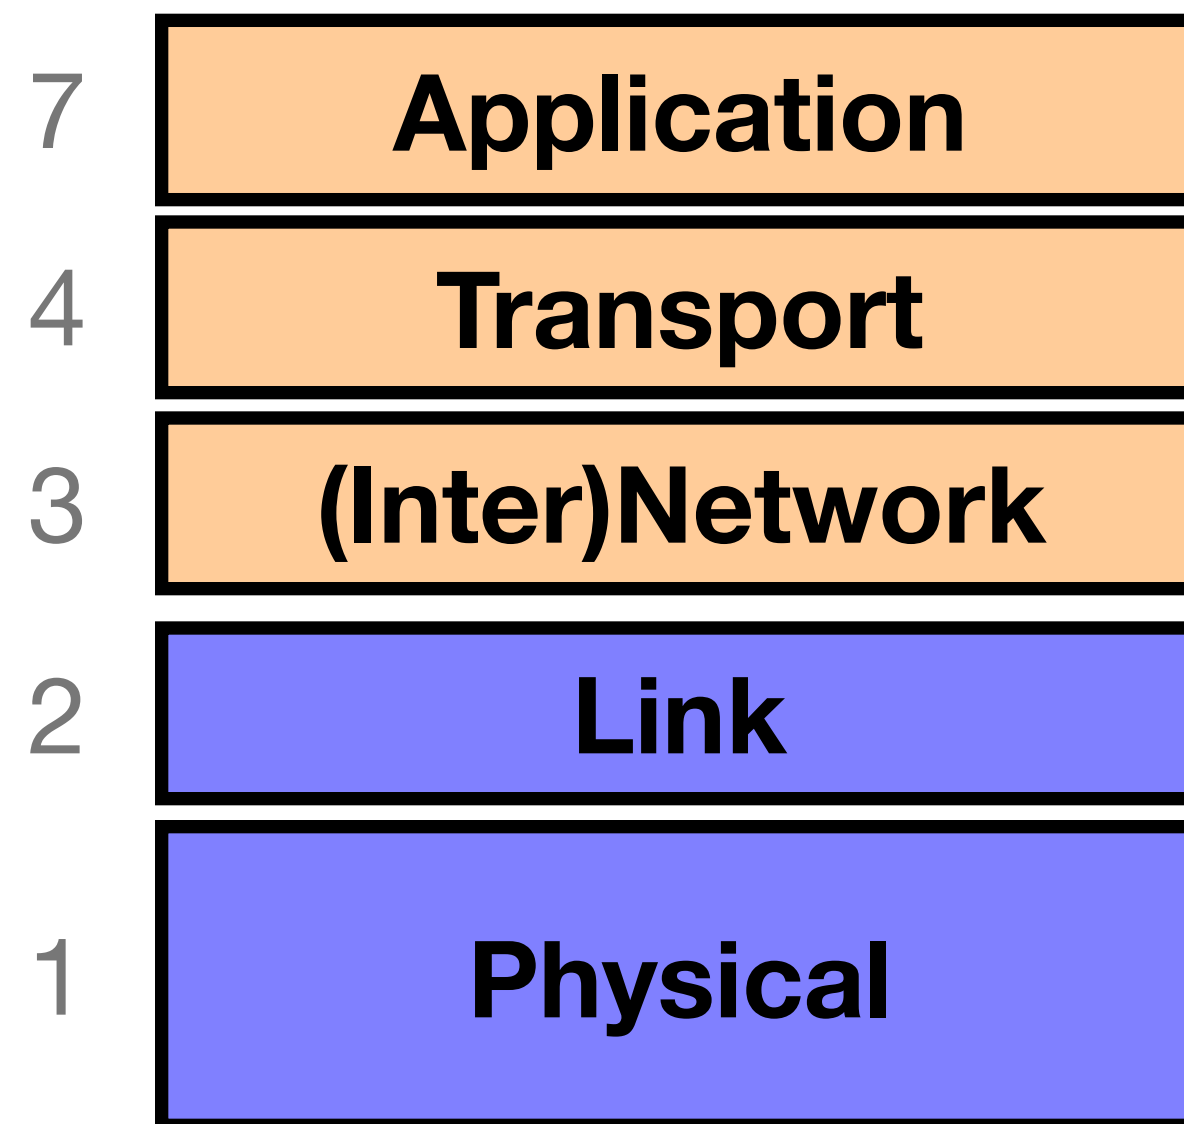 7 Application
4 Transport
3 (Inter)Network
2 Link
1 Physical